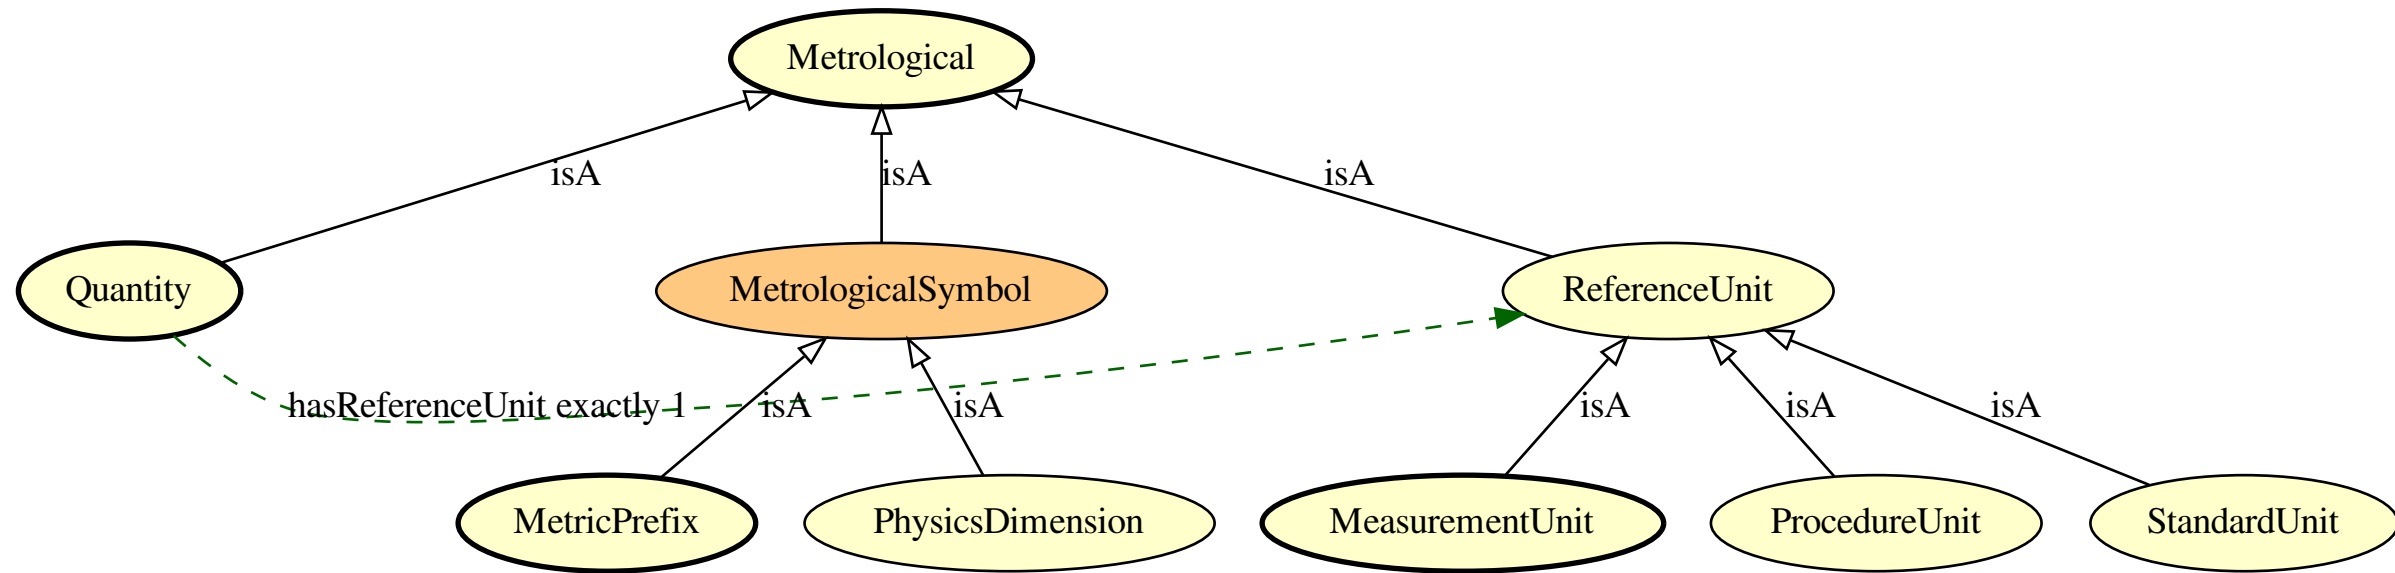 Metrological
isA
isA
isA
Quantity
MetrologicalSymbol
ReferenceUnit
hasReferenceUnit exactly 1
isA
isA
isA
isA
isA
MetricPrefix
PhysicsDimension
MeasurementUnit
ProcedureUnit
StandardUnit